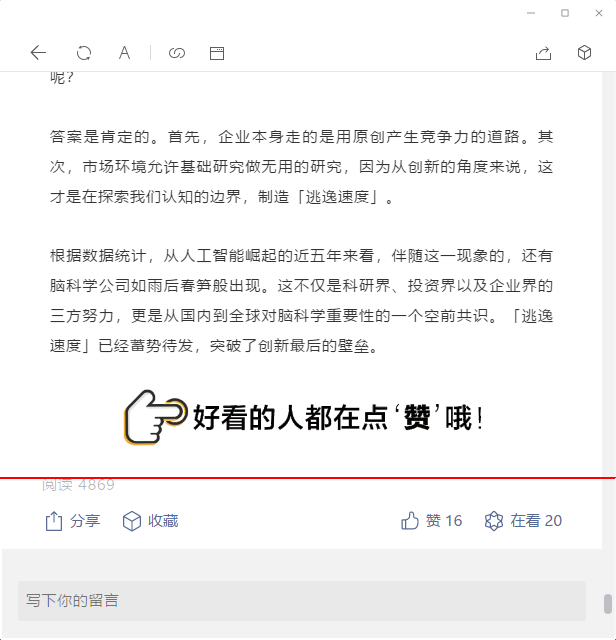 呢？
答案是肯定的。首先，企业本身走的是用原创产生竞争力的道路。其
次，市场环境允许基础研究做无用的研究，因为从创新的角度来说，这
才是在探索我们认知的边界，制造「逃逸速度」。
根据数据统计，从人工智能崛起的近五年来看，伴随这一现象的，还有
脑科学公司如雨后春笋般出现。这不仅是科研界、投资界以及企业界的
三方努力，更是从国内到全球对脑科学重要性的一个空前共识。「逃逸
速度」已经蓄势待发，突破了创新最后的壁垒。
好看的人都在点‘赞’哦！
阅读 4869
分享 收藏 赞 16 在看 20
写下你的留言